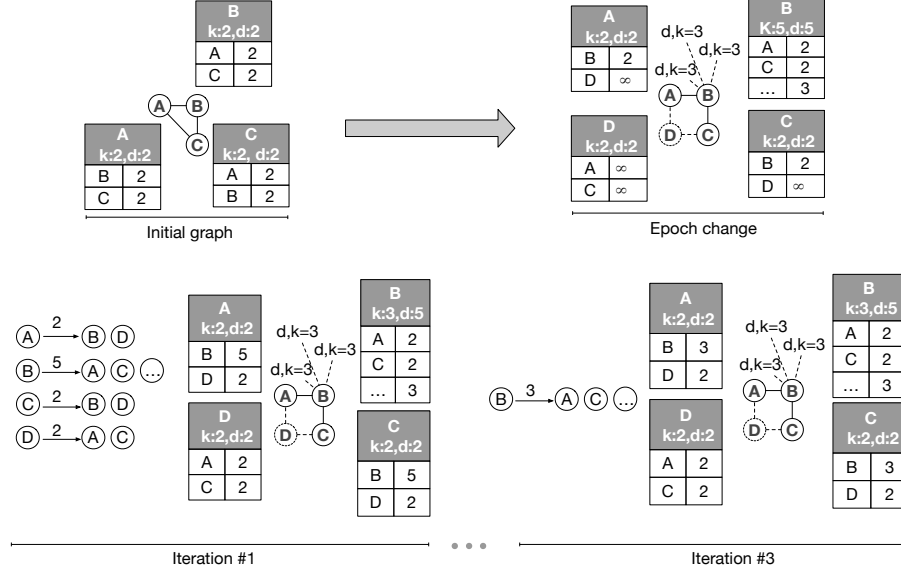 B
k:2,d:2
A 2
C 2
A B
C
A
k:2,d:2
B 2
C 2
C
k:2, d:2
A 2
B 2
Initial graph
A
k:2,d:2
B 2
D ∞
d,k=3
d,k=3
d,k=3
A B
D C
B
K:5,d:5
A 2
C 2
... 3
D
k:2,d:2
A ∞
C ∞
C
k:2,d:2
B 2
D ∞
Epoch change
A 2 B D
B 5 A C ...
C 2 B D
D 2 A C
A
k:2,d:2
B 5
D 2
d,k=3
d,k=3
d,k=3
A B
D C
B
k:3,d:5
A 2
C 2
... 3
D
k:2,d:2
A 2
C 2
C
k:2,d:2
B 5
D 2
Iteration #1
...
B 3 A C ...
A
k:2,d:2
B 3
D 2
d,k=3
d,k=3
d,k=3
A B
D C
B
k:3,d:5
A 2
C 2
... 3
D
k:2,d:2
A 2
C 2
C
k:2,d:2
B 3
D 2
Iteration #3